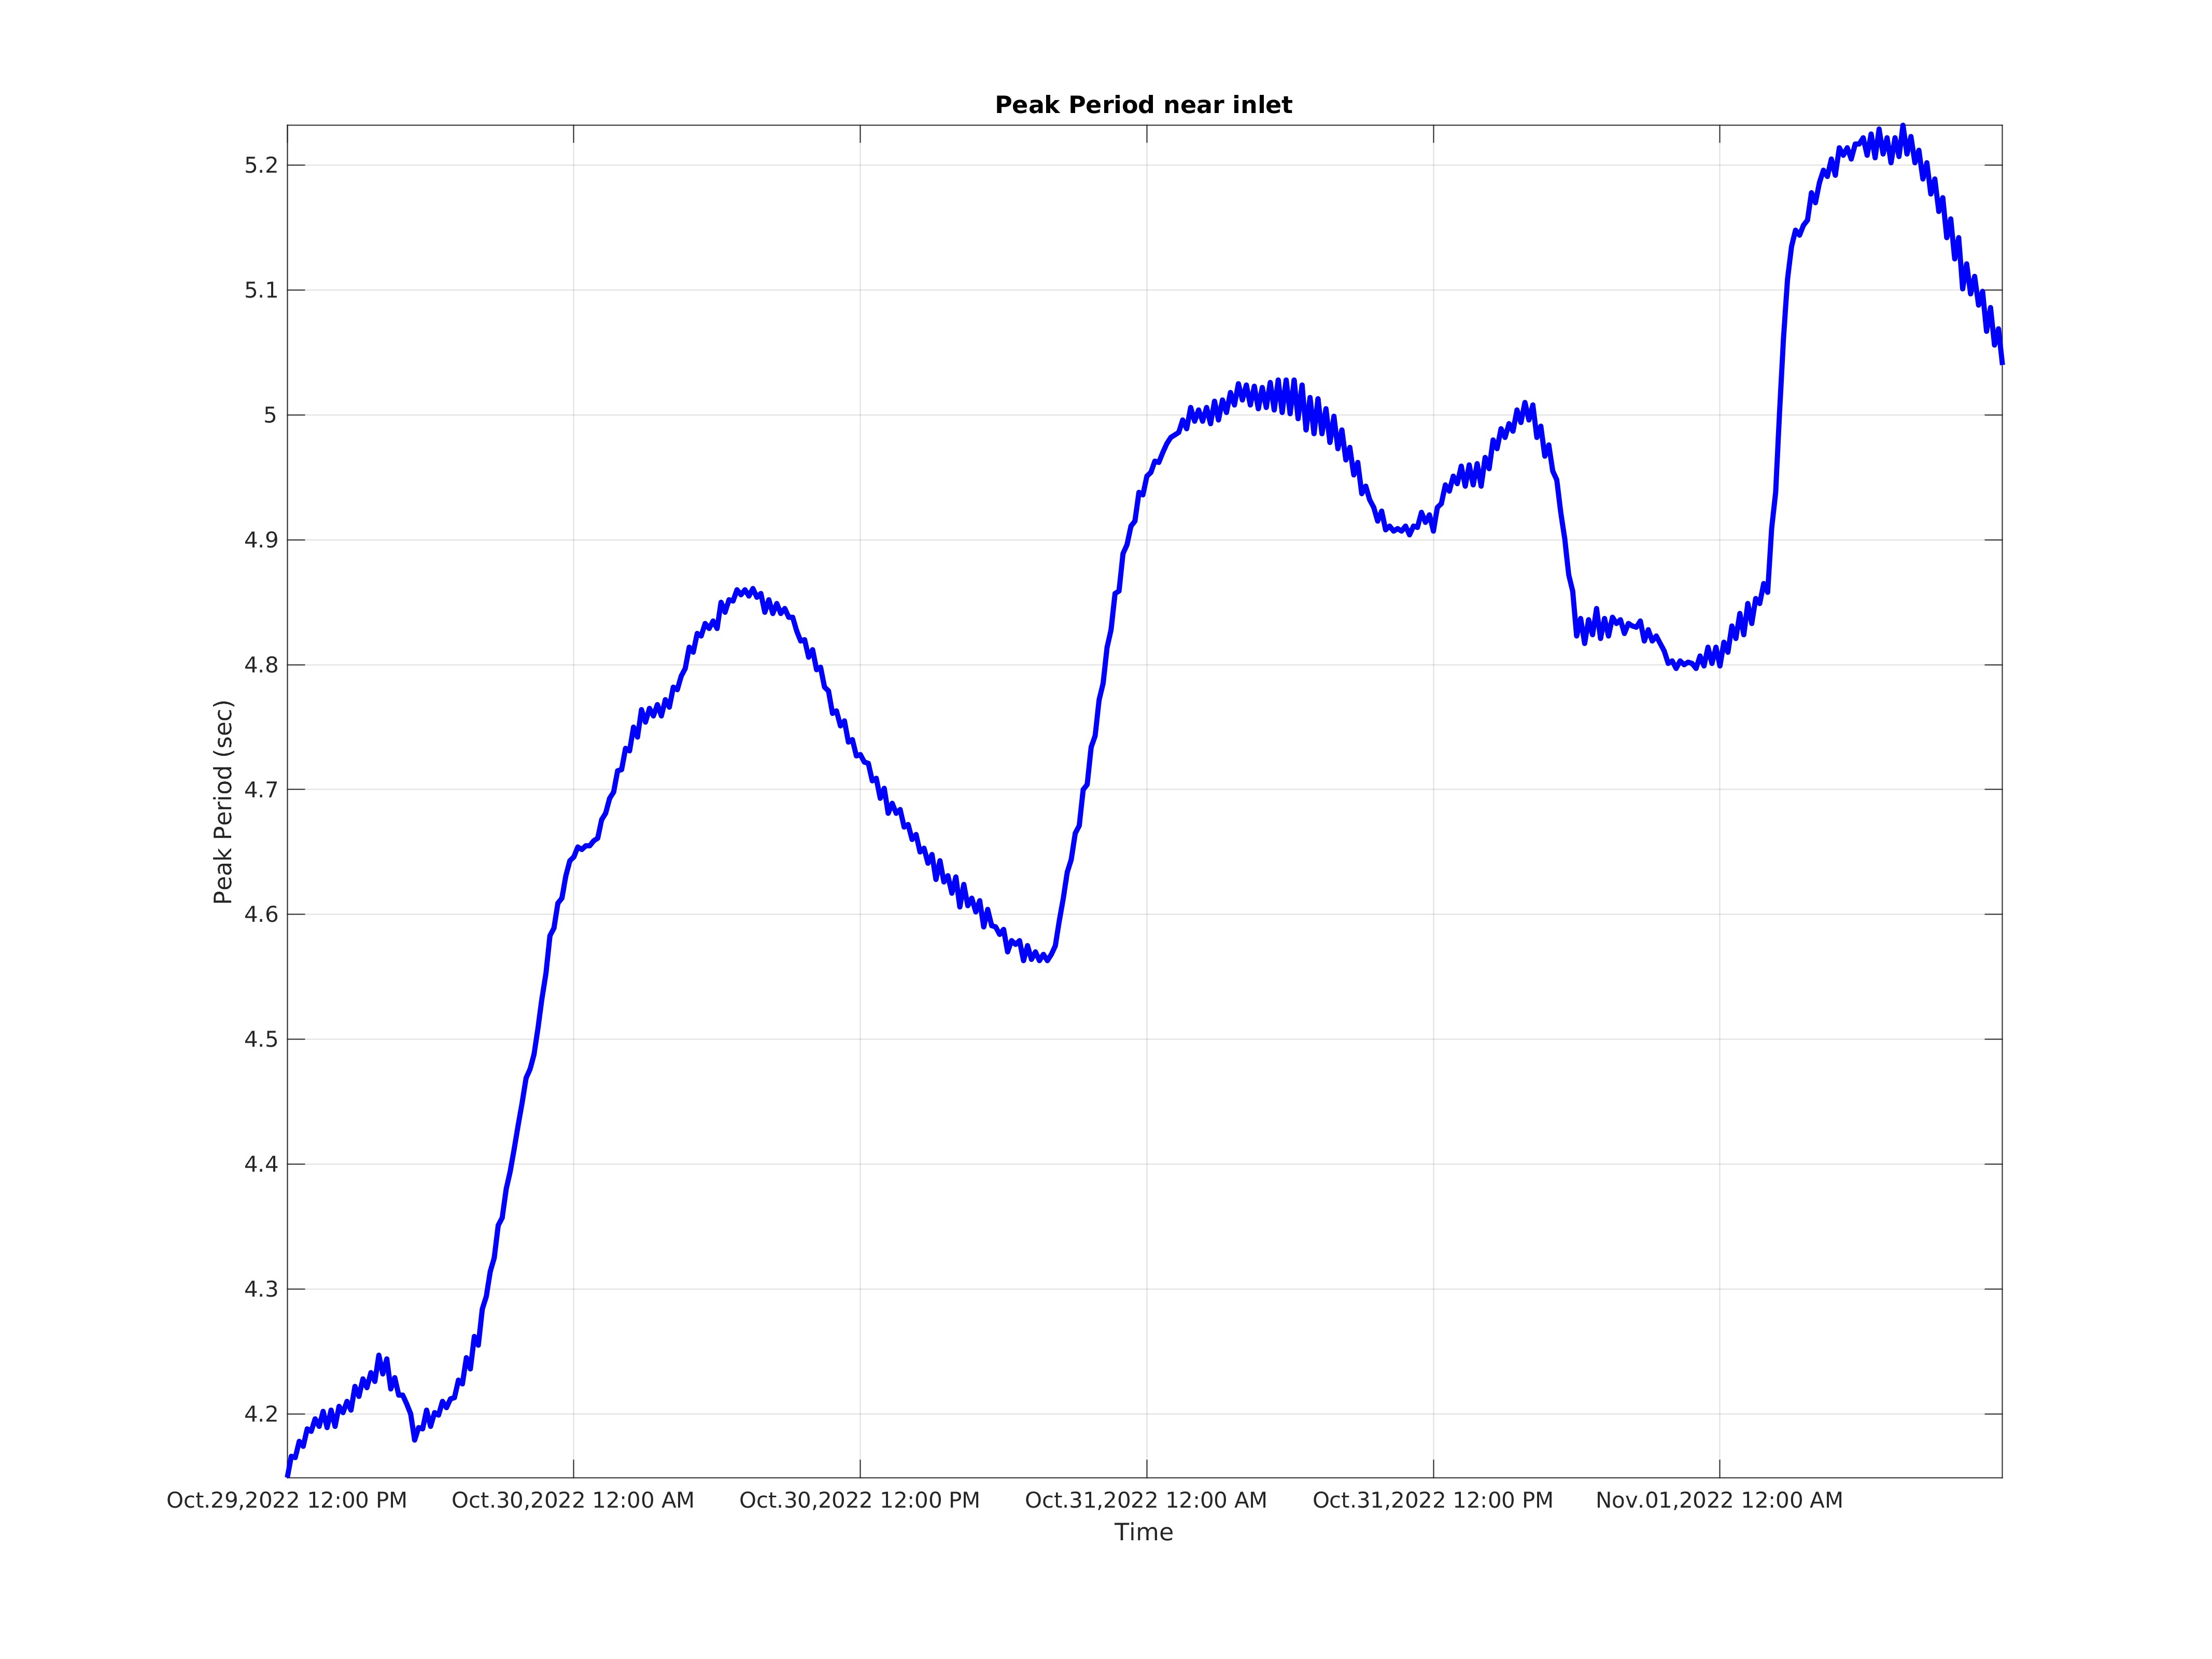 Peak Period near inlet
5.2
5.1
5
4.9
4.8
4.7
4.6
4.5
4.4
4.3
4.2
Peak Period (sec)
Oct.29,2022 12:00 PM Oct.30,2022 12:00 AM Oct.30,2022 12:00 PM Oct.31,2022 12:00 AM Oct.31,2022 12:00 PM Nov.01,2022 12:00 AM
Time